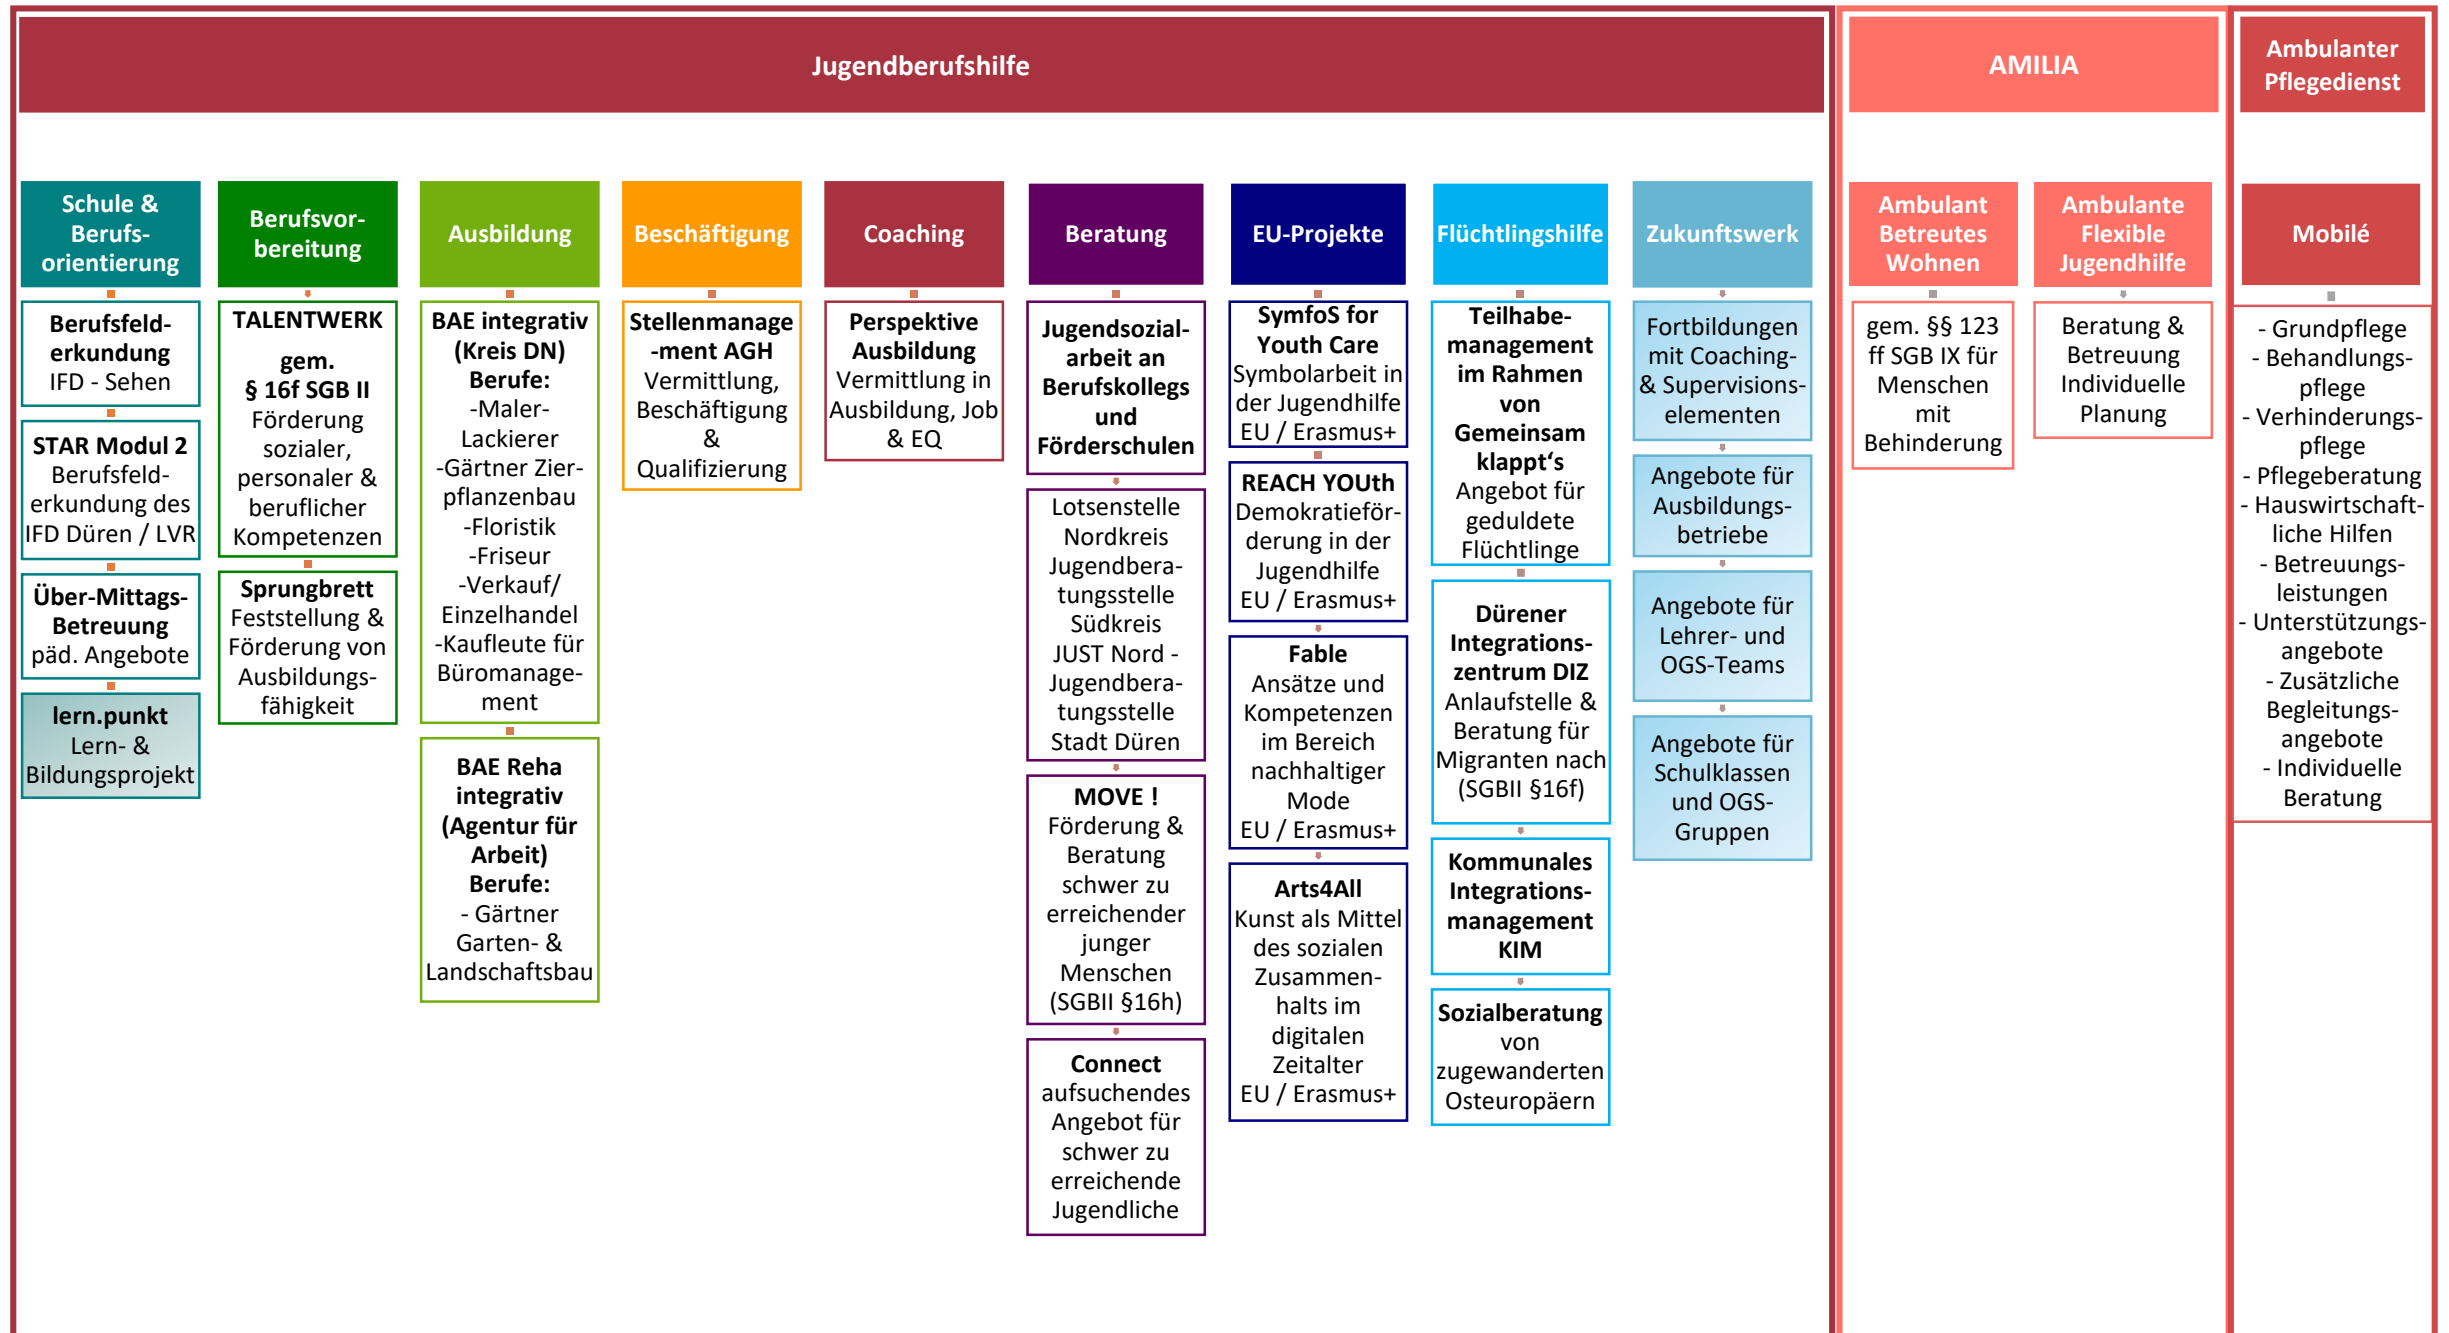 Jugendberufshilfe
AMILIA
Ambulanter
Pflegedienst
Schule &
Berufs-
orientierung
Berufsfeld-
erkundung
IFD - Sehen
STAR Modul 2
Berufsfeld-
erkundung des
IFD Düren / LVR
Über-Mittags-
Betreuung
päd. Angebote
lern.punkt
Lern- &
Bildungsprojekt
Berufsvor-
bereitung
TALENTWERK
gem.
§ 16f SGB II
Förderung
sozialer,
personaler &
beruflicher
Kompetenzen
Sprungbrett
Feststellung &
Förderung von
Ausbildungs-
fähigkeit
Ausbildung
BAE integrativ
(Kreis DN)
Berufe:
-Maler-
Lackierer
-Gärtner Zier-
pflanzenbau
-Floristik
-Friseur
-Verkauf/
Einzelhandel
-Kaufleute für
Büromanage-
ment
BAE Reha
integrativ
(Agentur für
Arbeit)
Berufe:
- Gärtner
Garten- &
Landschaftsbau
Beschäftigung
Stellenmanage
-ment AGH
Vermittlung,
Beschäftigung
&
Qualifizierung
Coaching
Perspektive
Ausbildung
Vermittlung in
Ausbildung, Job
& EQ
Beratung
Jugendsozial-
arbeit an
Berufskollegs
und
Förderschulen
Lotsenstelle
Nordkreis
Jugendbera-
tungsstelle
Südkreis
JUST Nord -
Jugendbera-
tungsstelle
Stadt Düren
MOVE !
Förderung &
Beratung
schwer zu
erreichender
junger
Menschen
(SGBII §16h)
Connect
aufsuchendes
Angebot für
schwer zu
erreichende
Jugendliche
EU-Projekte
SymfoS for
Youth Care
Symbolarbeit in
der Jugendhilfe
EU / Erasmus+
REACH YOUth
Demokratieför-
derung in der
Jugendhilfe
EU / Erasmus+
Fable
Ansätze und
Kompetenzen
im Bereich
nachhaltiger
Mode
EU / Erasmus+
Arts4All
Kunst als Mittel
des sozialen
Zusammen-
halts im
digitalen
Zeitalter
EU / Erasmus+
Flüchtlingshilfe
Teilhabe-
management
im Rahmen
von
Gemeinsam
klappt‘s
Angebot für
geduldete
Flüchtlinge
Dürener
Integrations-
zentrum DIZ
Anlaufstelle &
Beratung für
Migranten nach
(SGBII §16f)
Kommunales
Integrations-
management
KIM
Sozialberatung
von
zugewanderten
Osteuropäern
Zukunftswerk
Fortbildungen
mit Coaching-
& Supervisions-
elementen
Angebote für
Ausbildungs-
betriebe
Angebote für
Lehrer- und
OGS-Teams
Angebote für
Schulklassen
und OGS-
Gruppen
Ambulant
Betreutes
Wohnen
gem. §§ 123
ff SGB IX für
Menschen
mit
Behinderung
Ambulante
Flexible
Jugendhilfe
Beratung &
Betreuung
Individuelle
Planung
Mobilé
- Grundpflege
- Behandlungs-
pflege
- Verhinderungs-
pflege
- Pflegeberatung
- Hauswirtschaft-
liche Hilfen
- Betreuungs-
leistungen
- Unterstützungs-
angebote
- Zusätzliche
Begleitungs-
angebote
- Individuelle
Beratung